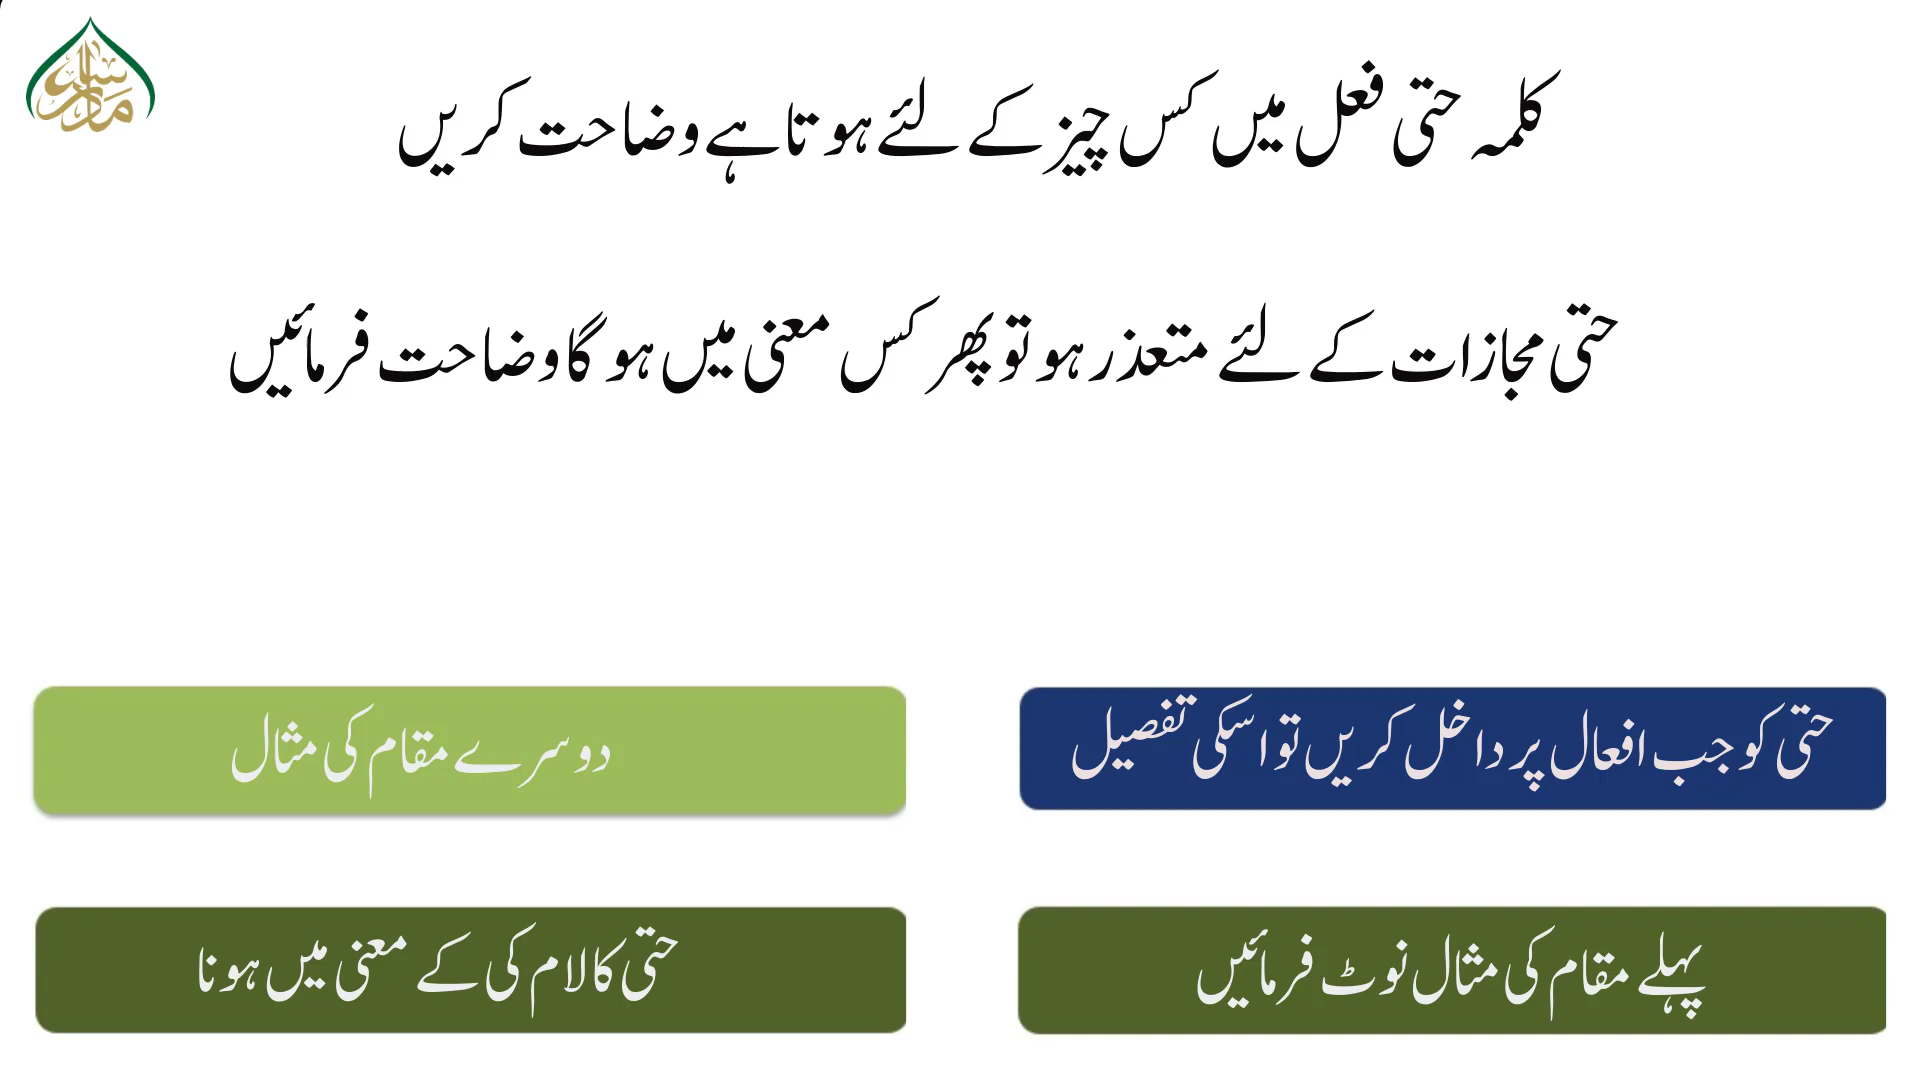 کلمہ حتی فعل میں کس چیز کے لئے ہوتا ہے وضاحت کریں
حتی مجازات کے لئے متعذر ہو تو پھر کس معنی میں ہوگا وضاحت فرمائیں
حتی کو جب افعال پر داخل کریں تو اسکی تفصیل
دوسرے مقام کی مثال
پہلے مقام کی مثال نوٹ فرمائیں
حتی کا لام کی کے معنی میں ہونا